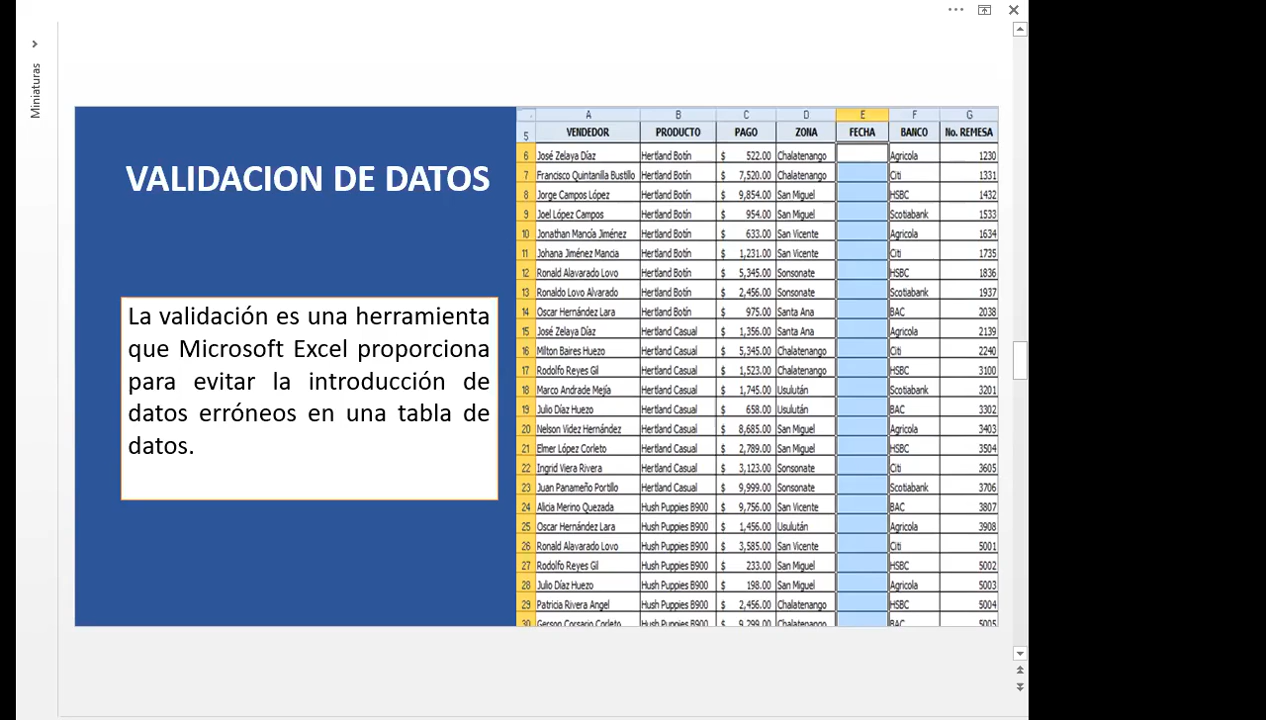 Miniaturas
VALIDACION DE DATOS
La validación es una herramienta
que Microsoft Excel proporciona
para evitar la introducción de
datos erróneos en una tabla de
datos.
A B C D E F G
5 VENDEDOR PRODUCTO PAGO ZONA FECHA BANCO No. REMESA
6 José Zelaya Díaz Hertland Botín $ 522.00 Chalatenango Agricola 1230
7 Francisco Quintanilla Bustillo Hertland Botín $ 7,520.00 Chalatenango Citi 1331
8 Jorge Campos López Hertland Botín $ 9,854.00 San Miguel HSBC 1432
9 Joel López Campos Hertland Botín $ 954.00 San Miguel Scotiabank 1533
10 Jonathan Mancía Jiménez Hertland Botín $ 633.00 San Vicente Agricola 1634
11 Johana Jiménez Mancia Hertland Botín $ 1,231.00 San Vicente Citi 1735
12 Ronald Alavarado Lovo Hertland Botín $ 5,345.00 Sonsonate HSBC 1836
13 Ronaldo Lovo Alvarado Hertland Botín $ 2,456.00 Sonsonate Scotiabank 1937
14 Oscar Hernández Lara Hertland Botín $ 975.00 Santa Ana BAC 2038
15 José Zelaya Díaz Hertland Casual $ 1,356.00 Santa Ana Agricola 2139
16 Milton Baires Huezo Hertland Casual $ 5,345.00 Chalatenango Citi 2240
17 Rodolfo Reyes Gil Hertland Casual $ 1,523.00 Chalatenango HSBC 3100
18 Marco Andrade Mejía Hertland Casual $ 1,745.00 Usulután Scotiabank 3201
19 Julio Díaz Huezo Hertland Casual $ 658.00 Usulután BAC 3302
20 Nelson Videz Hernández Hertland Casual $ 8,685.00 San Miguel Agricola 3403
21 Elmer López Corleto Hertland Casual $ 2,789.00 San Miguel HSBC 3504
22 Ingrid Viera Rivera Hertland Casual $ 3,123.00 Sonsonate Citi 3605
23 Juan Panameño Portillo Hertland Casual $ 9,999.00 Sonsonate Scotiabank 3706
24 Alicia Merino Quezada Hush Puppies B900 $ 9,756.00 San Vicente BAC 3807
25 Oscar Hernández Lara Hush Puppies B900 $ 1,456.00 Usulután Agricola 3908
26 Ronald Alavarado Lovo Hush Puppies B900 $ 3,585.00 San Vicente Citi 5001
27 Rodolfo Reyes Gil Hush Puppies B900 $ 233.00 San Miguel HSBC 5002
28 Julio Díaz Huezo Hush Puppies B900 $ 198.00 San Miguel Agricola 5003
29 Patricia Rivera Angel Hush Puppies B900 $ 2,456.00 Chalatenango HSBC 5004
30 Gerson Corsario Corleto Hush Puppies B900 $ 9,299.00 Chalatenango BAC 5005